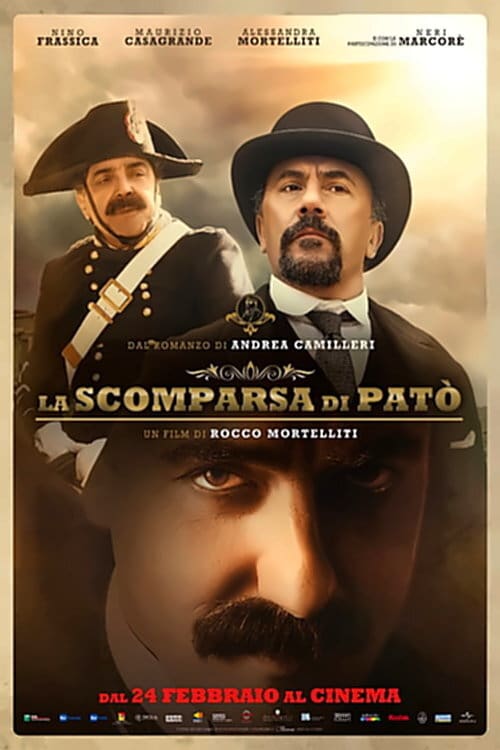 NINO
FRASSICA
MAURIZIO
CASAGRANDE
ALESSANDRA
MORTELLITI
E CON LA
PARTECIPAZIONE DI
NERI
MARCORÈ
DAL ROMANZO DI ANDREA CAMILLERI
LA SCOMPARSA DI PATÒ
UN FILM DI ROCCO MORTELLITI
DAL 24 FEBBRAIO AL CINEMA